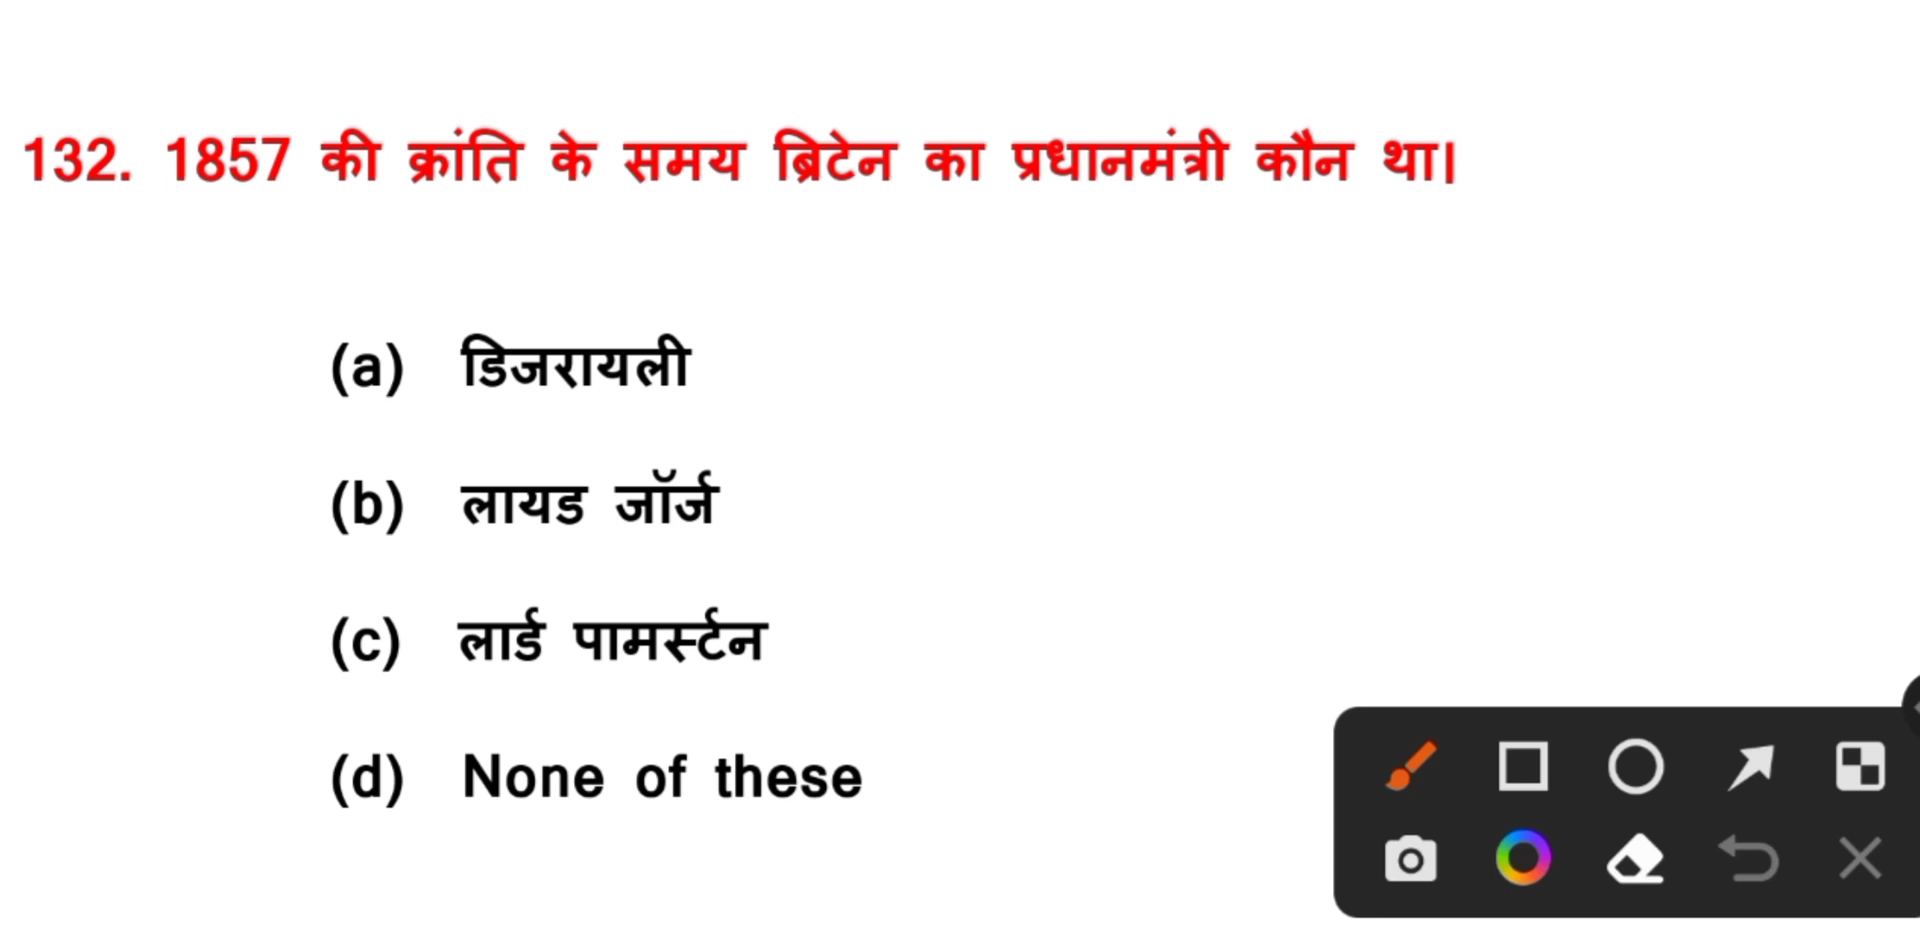 132. 1857 की क्रांति के समय ब्रिटेन का प्रधानमंत्री कौन था।
(a) डिजरायली
(b) लायड जॉर्ज
(c) लार्ड पामर्स्टन
(d) None of these